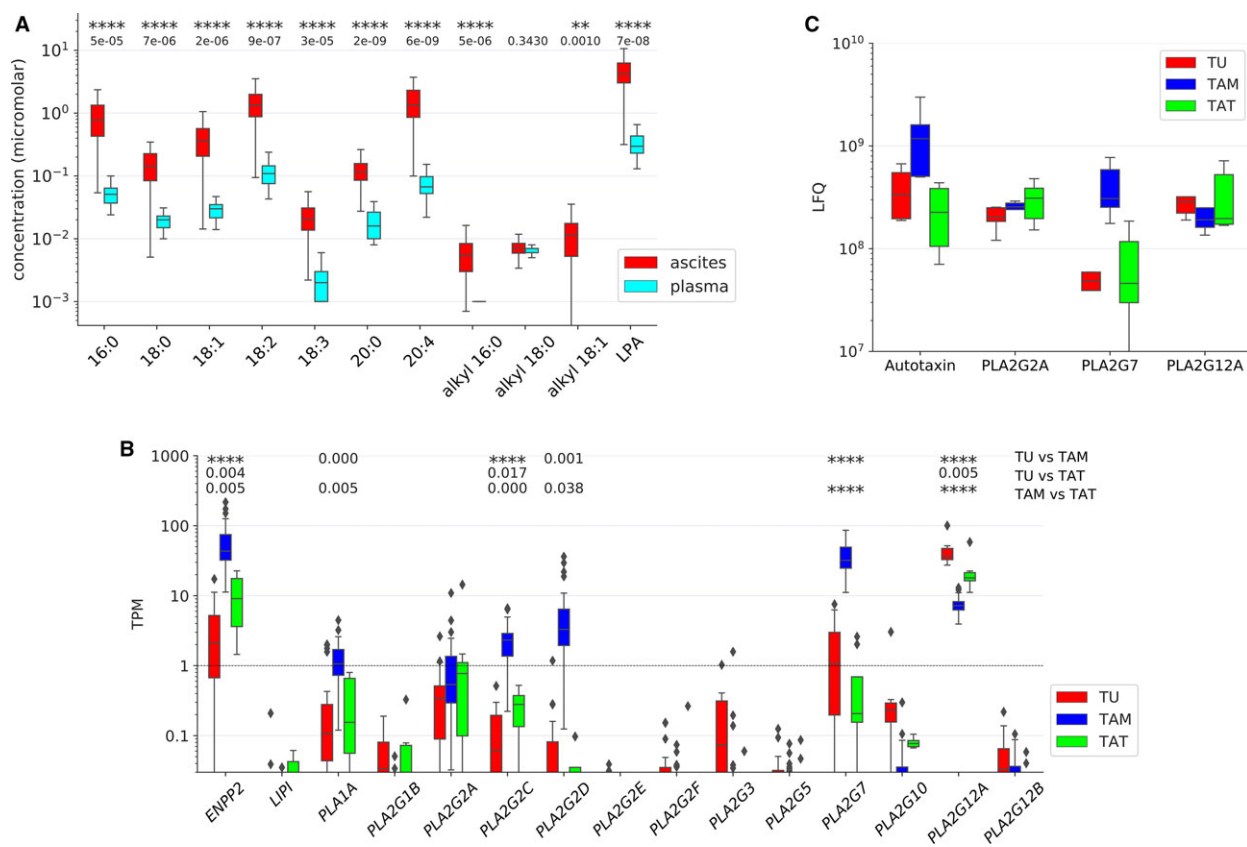 A
**** **** **** **** **** **** **** **** ** ****
5e-05 7e-06 2e-06 9e-07 3e-05 2e-09 6e-09 5e-06 0.3430 0.0010 7e-08
concentration (micromolar)
10¹
10⁰
10⁻¹
10⁻²
10⁻³
ascites
plasma
16:0 18:0 18:1 18:2 18:3 20:0 20:4 alkyl 16:0 alkyl 18:0 alkyl 18:1 LPA
C
LFQ
10¹⁰
10⁹
10⁸
10⁷
TU
TAM
TAT
Autotaxin PLA2G2A PLA2G7 PLA2G12A
B
**** 0.000 **** 0.001 **** **** TU vs TAM
0.004 0.017 0.005 TU vs TAT
0.005 0.005 0.000 0.038 **** **** TAM vs TAT
TPM
1000
100
10
1
0.1
TU
TAM
TAT
ENPP2 LIPI PLA1A PLA2G1B PLA2G2A PLA2G2C PLA2G2D PLA2G2E PLA2G2F PLA2G3 PLA2G5 PLA2G7 PLA2G10 PLA2G12A PLA2G12B